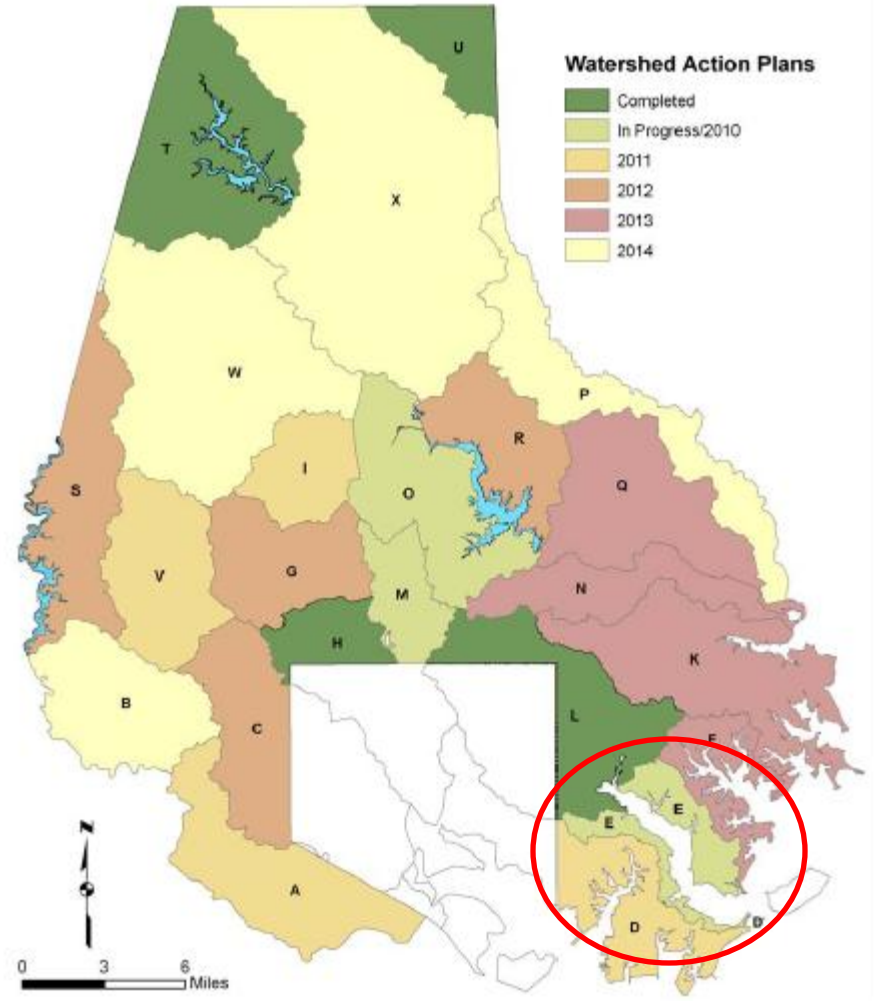 U
Watershed Action Plans
Completed
In Progress/2010
2011
2012
2013
2014
T
X
W
P
R
I
O
Q
S
V
G
M
N
H
K
B
C
L
F
E
E
A
D
D
N
0 3 6
Miles